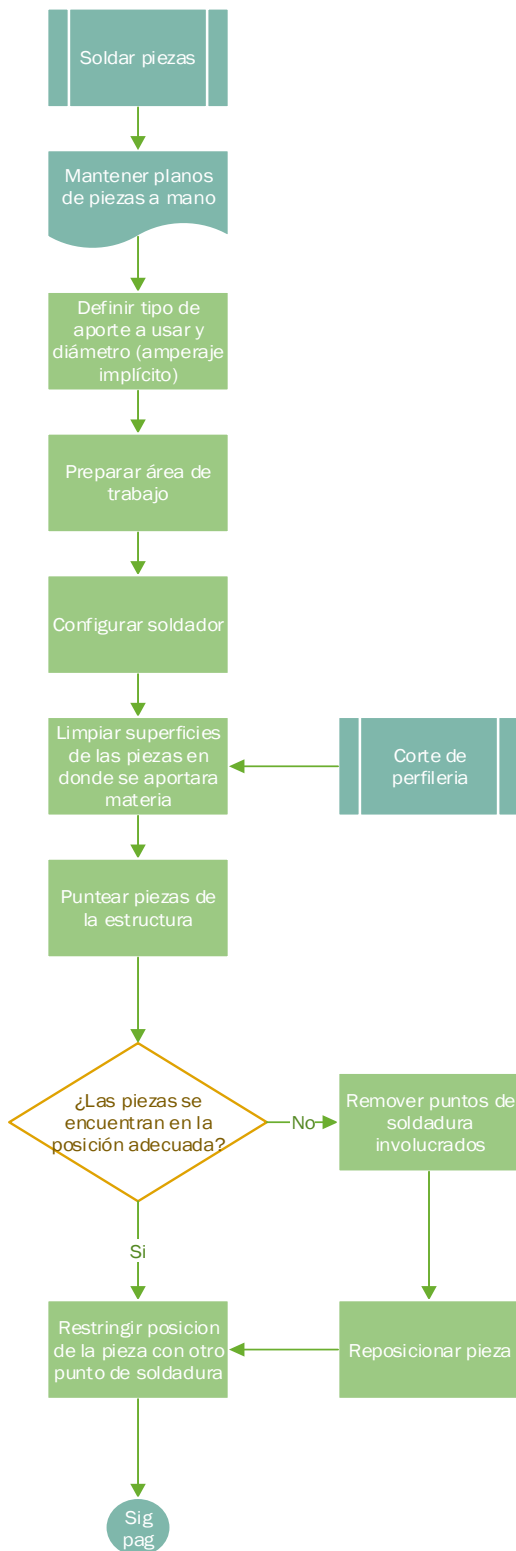 Soldar piezas
Mantener planos
de piezas a mano
Definir tipo de
aporte a usar y
diámetro (amperaje
implícito)
Preparar área de
trabajo
Configurar soldador
Limpiar superficies
de las piezas en
donde se aportara
materia
Corte de
perfileria
Puntear piezas de
la estructura
¿Las piezas se
encuentran en la
posición adecuada?
No
Remover puntos de
soldadura
involucrados
Si
Restringir posicion
de la pieza con otro
punto de soldadura
Reposicionar pieza
Sig
pag